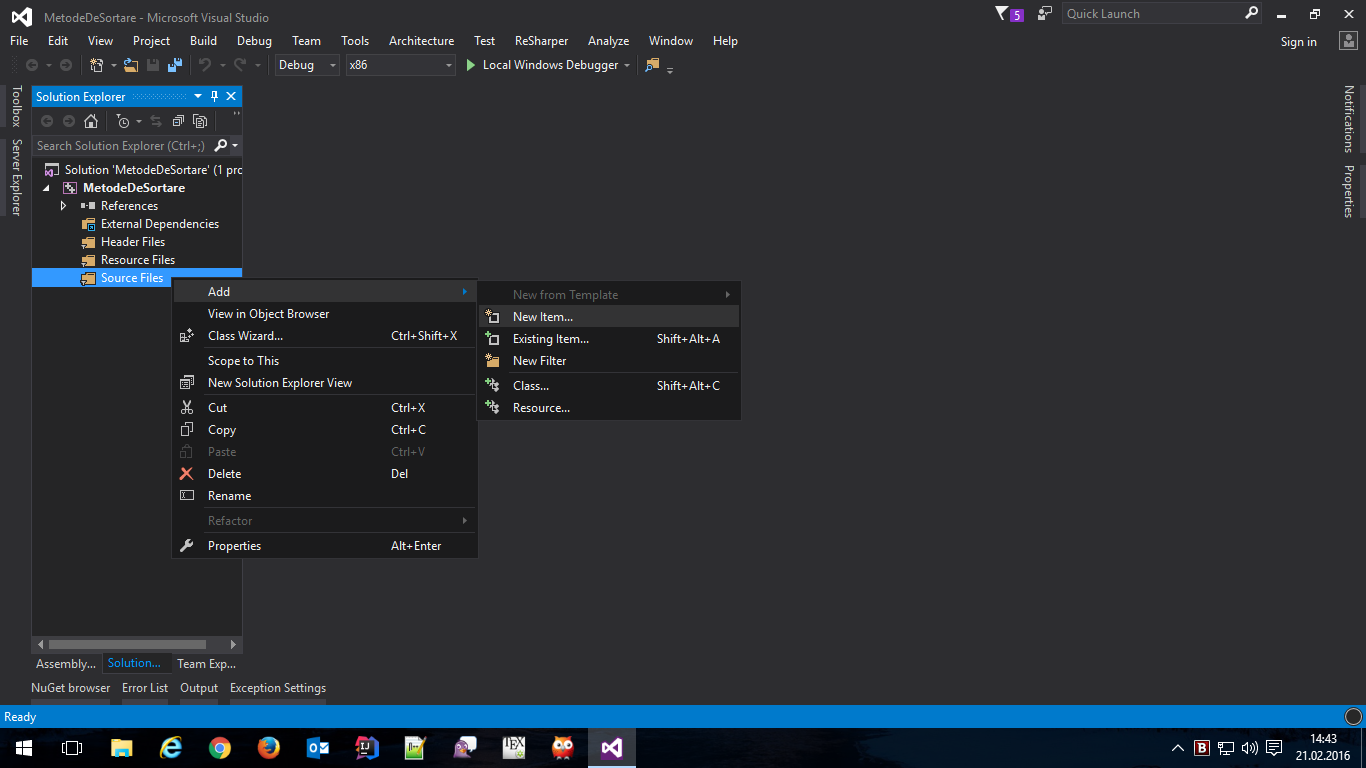 MetodeDeSortare - Microsoft Visual Studio
5
Quick Launch
File Edit View Project Build Debug Team Tools Architecture Test ReSharper Analyze Window Help
Sign in
Debug x86 Local Windows Debugger
Toolbox
Server Explorer
Solution Explorer
Search Solution Explorer (Ctrl+;)
Solution 'MetodeDeSortare' (1 pro
MetodeDeSortare
References
External Dependencies
Header Files
Resource Files
Source Files
Add
View in Object Browser
Class Wizard... Ctrl+Shift+X
Scope to This
New Solution Explorer View
Cut Ctrl+X
Copy Ctrl+C
Paste Ctrl+V
Delete Del
Rename
Refactor
Properties Alt+Enter
New from Template
New Item...
Existing Item... Shift+Alt+A
New Filter
Class... Shift+Alt+C
Resource...
Notifications
Properties
Assembly... Solution... Team Exp...
NuGet browser Error List Output Exception Settings
Ready
14:43
21.02.2016